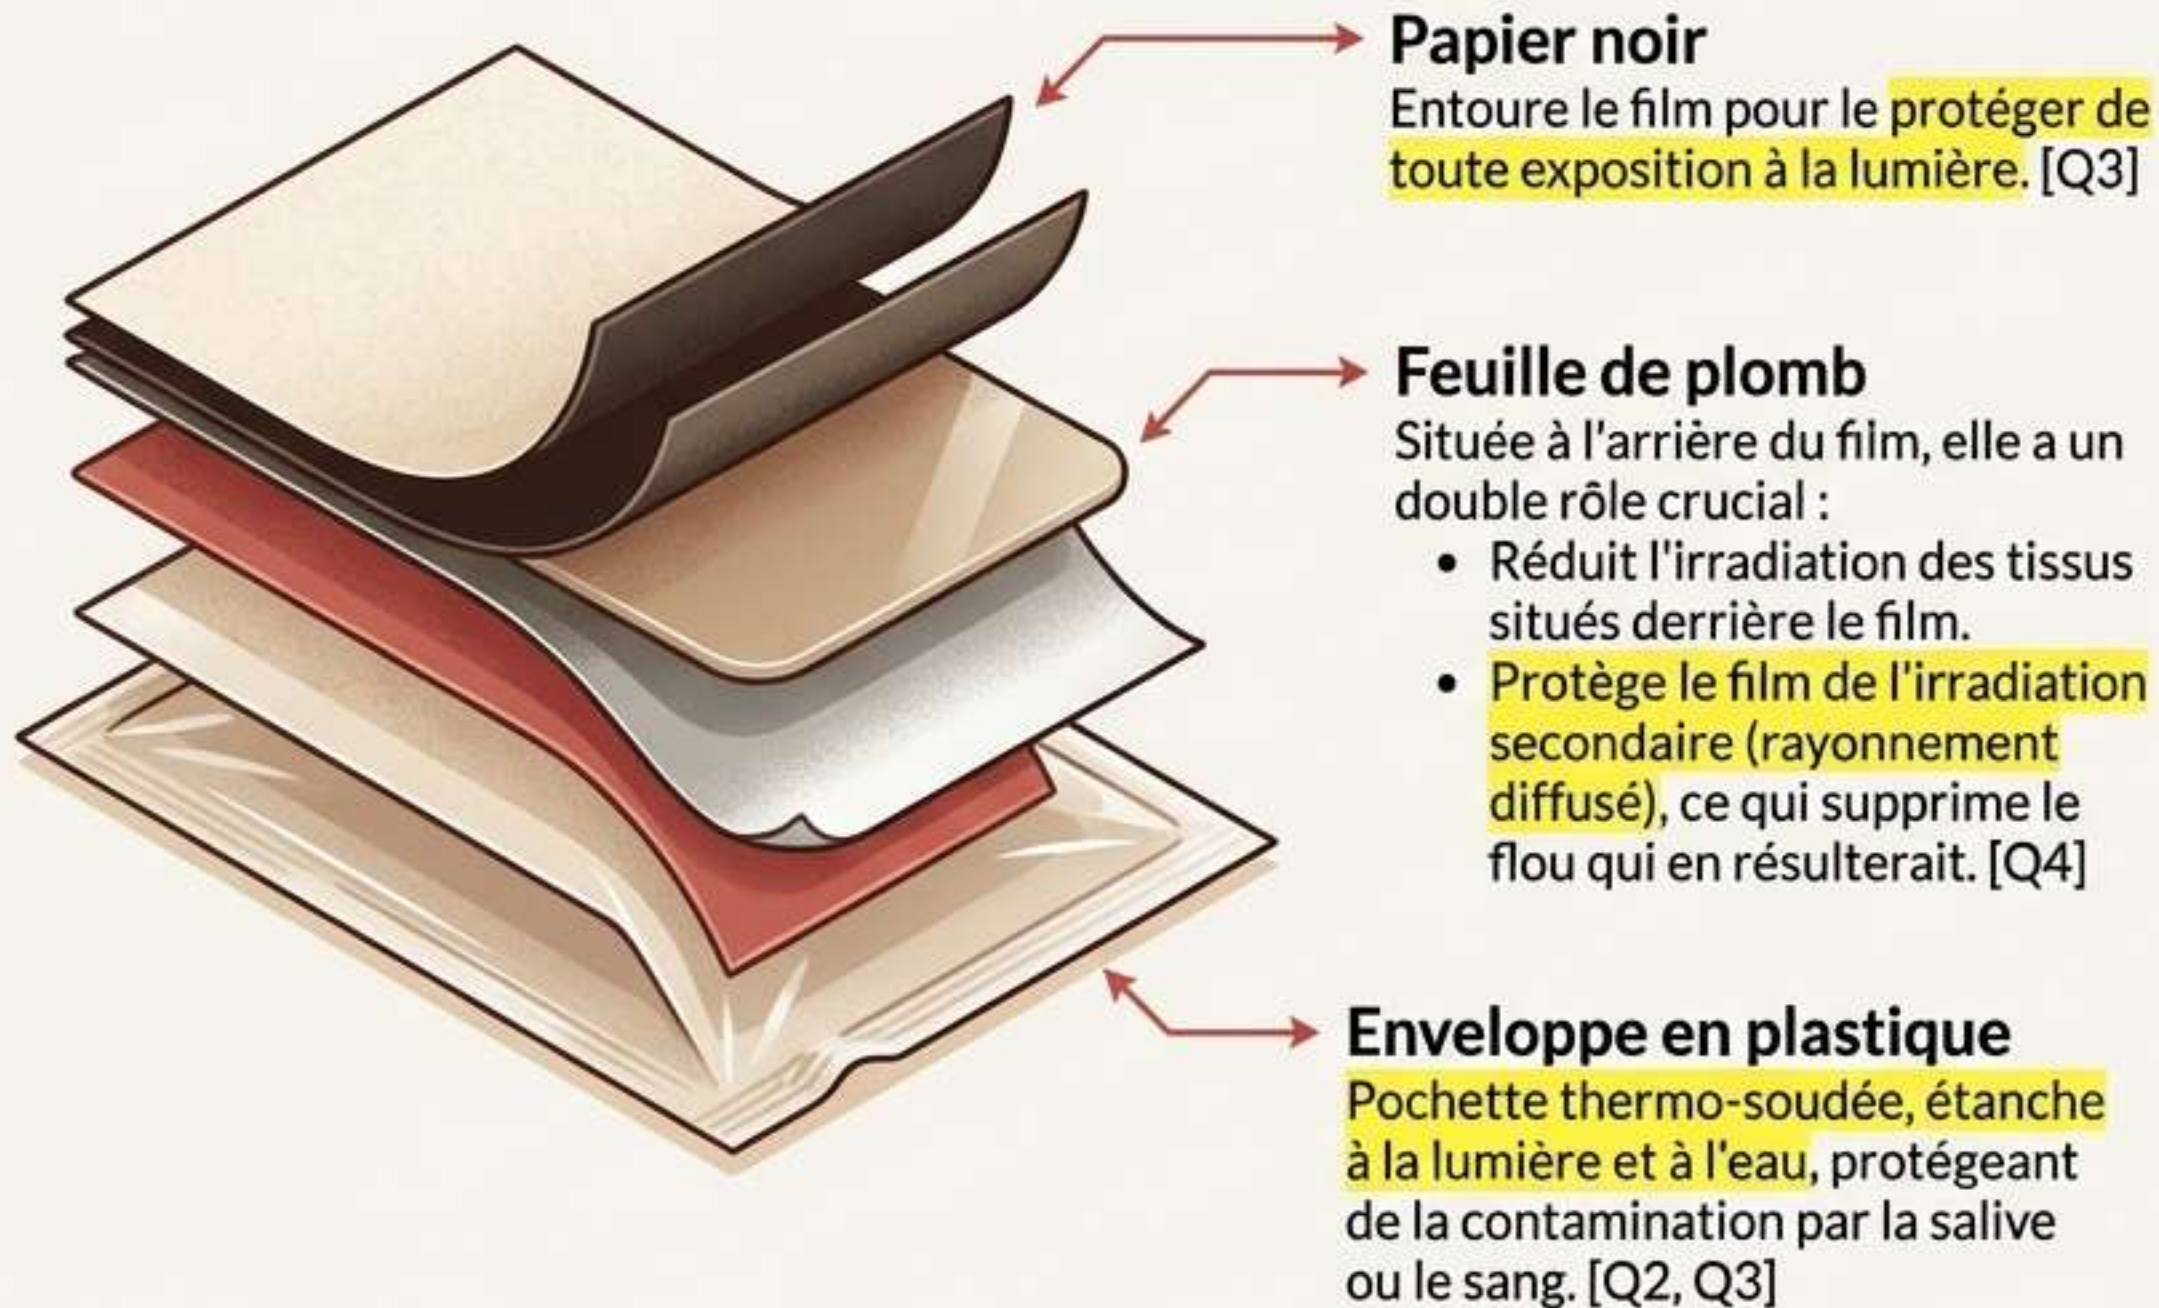 Papier noir
Entoure le film pour le protéger de
toute exposition à la lumière. [Q3]
Feuille de plomb
Située à l'arrière du film, elle a un
double rôle crucial :
• Réduit l'irradiation des tissus
situés derrière le film.
• Protège le film de l'irradiation
secondaire (rayonnement
diffusé), ce qui supprime le
flou qui en résulterait. [Q4]
Enveloppe en plastique
Pochette thermo-soudée, étanche
à la lumière et à l'eau, protégeant
de la contamination par la salive
ou le sang. [Q2, Q3]